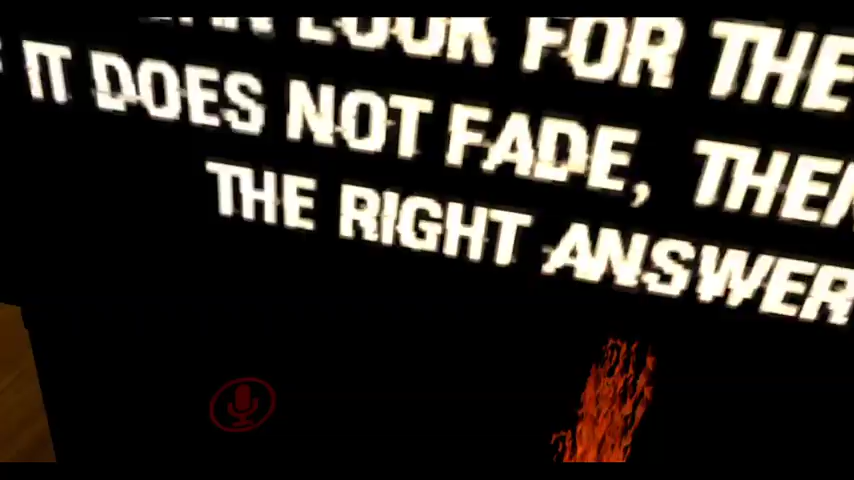 LOOK FOR THE
IT DOES NOT FADE, THEN
THE RIGHT ANSWER